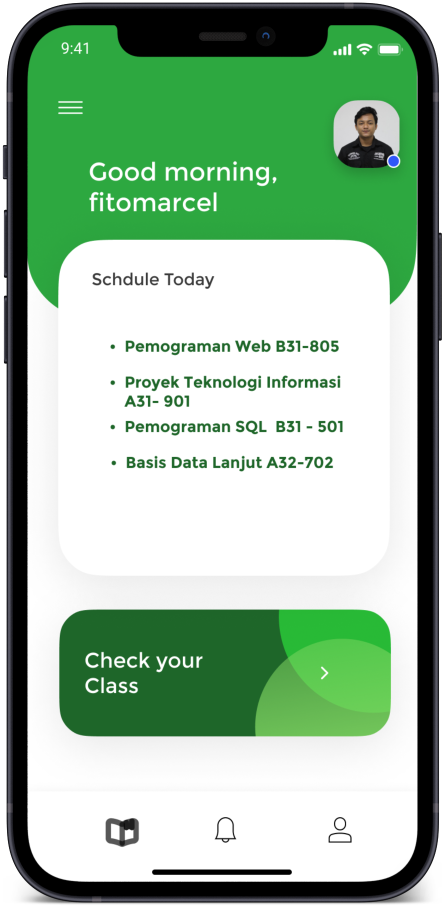 9:41
Good morning,
fitomarcel
Schdule Today
• Pemograman Web B31-805
• Proyek Teknologi Informasi
A31- 901
• Pemograman SQL  B31 - 501
• Basis Data Lanjut A32-702
Check your
Class